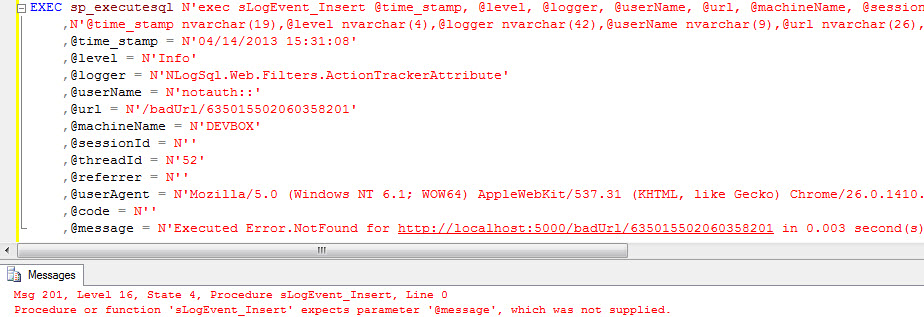 EXEC sp_executesql N'exec sLogEvent_Insert @time_stamp, @level, @logger, @userName, @url, @machineName, @session
,N'@time_stamp nvarchar(19),@level nvarchar(4),@logger nvarchar(42),@userName nvarchar(9),@url nvarchar(26),
,@time_stamp = N'04/14/2013 15:31:08'
,@level = N'Info'
,@logger = N'NLogSql.Web.Filters.ActionTrackerAttribute'
,@userName = N'notauth::'
,@url = N'/badUrl/635015502060358201'
,@machineName = N'DEVBOX'
,@sessionId = N''
,@threadId = N'52'
,@referrer = N''
,@userAgent = N'Mozilla/5.0 (Windows NT 6.1; WOW64) AppleWebKit/537.31 (KHTML, like Gecko) Chrome/26.0.1410.
,@code = N''
,@message = N'Executed Error.NotFound for http://localhost:5000/badUrl/635015502060358201 in 0.003 second(s)
Messages
Msg 201, Level 16, State 4, Procedure sLogEvent_Insert, Line 0
Procedure or function 'sLogEvent_Insert' expects parameter '@message', which was not supplied.